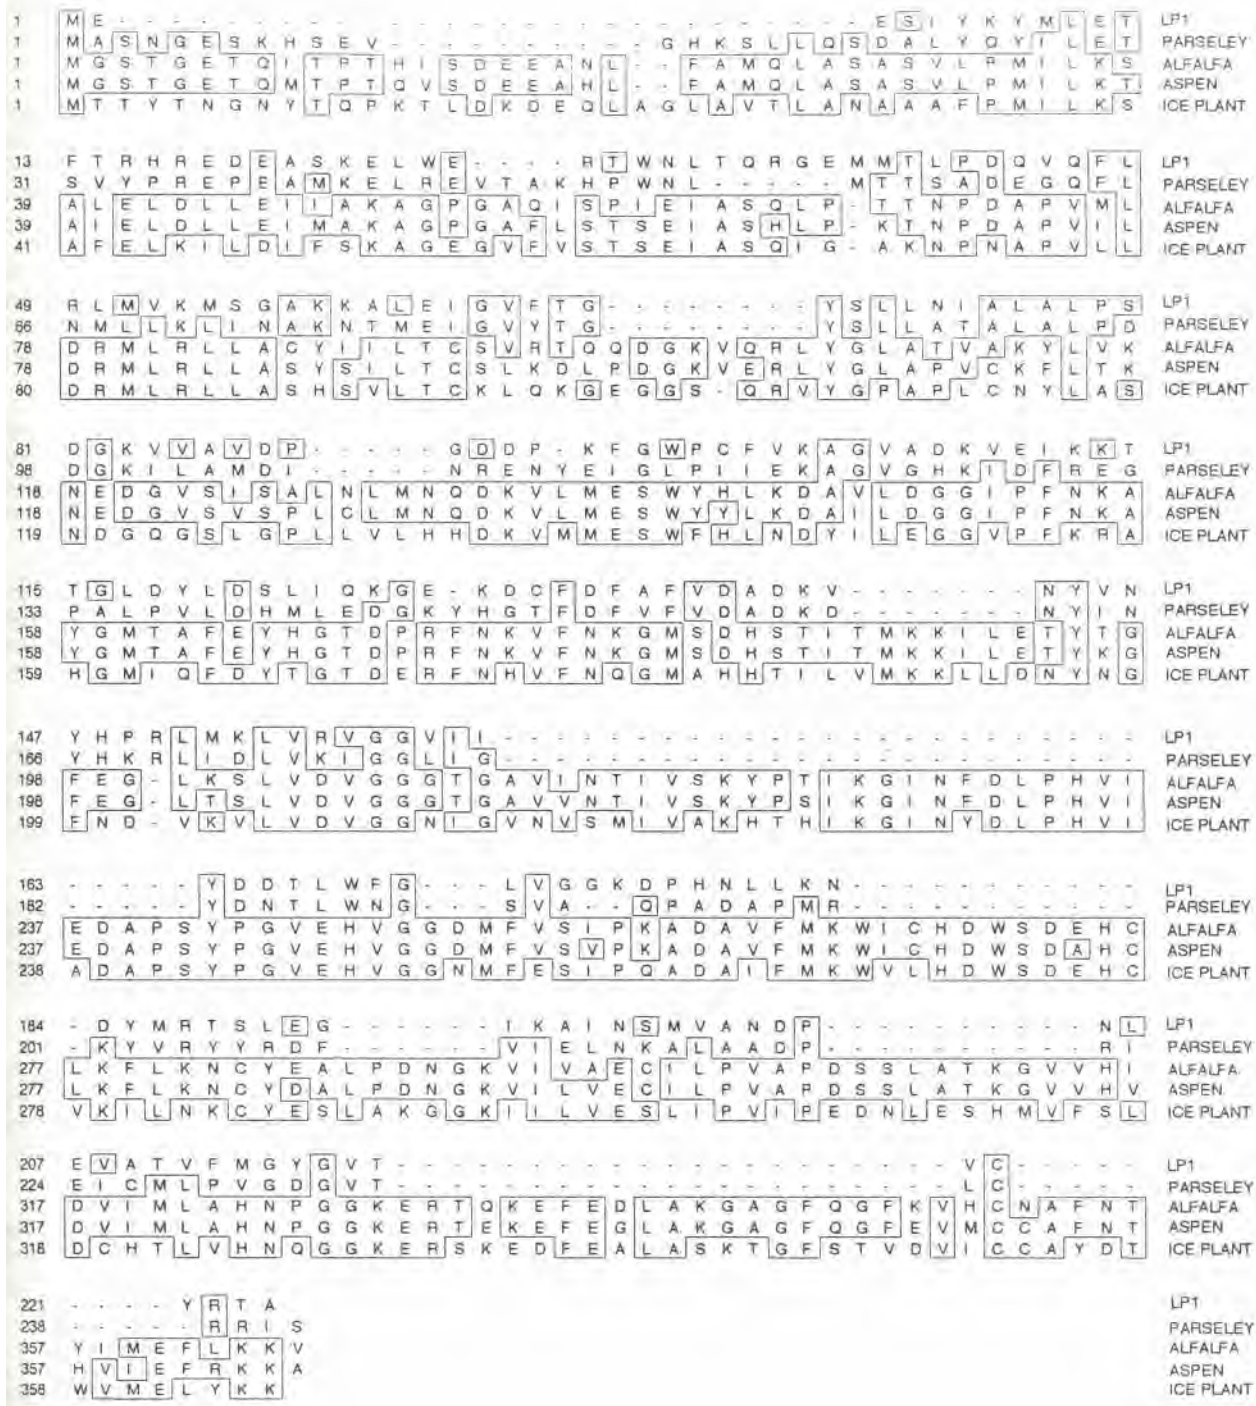 1 M E - - - - - - - - - - - - - - - - - - - - - - - - - - - - E S I Y K Y M L E T LP1
1 M A S N G E S K H S E V - - - - - - - - - - G H K S L L Q S D A L Y Q Y I L E T PARSELEY
1 M G S T G E T Q I T P T H I S D E E A N L - - F A M Q L A S A S V L P M I L K S ALFALFA
1 M G S T G E T Q M T P T Q V S D E E A H L - - F A M Q L A S A S V L P M I L K T ASPEN
1 M T T Y T N G N Y T Q P K T L D K D E Q L A G L A V T L A N A A A F P M I L K S ICE PLANT
13 F T R H R E D E A S K E L W E - - - - R T W N L T Q R G E M M T L P D Q V Q F L LP1
31 S V Y P R E P E A M K E L R E V T A K H P W N L - - - - - M T T S A D E G Q F L PARSELEY
39 A L E L D L L E I I A K A G P G A Q I S P I E I A S Q L P - T T N P D A P V M L ALFALFA
39 A I E L D L L E I M A K A G P G A F L S T S E I A S H L P - K T N P D A P V I L ASPEN
41 A F E L K I L D I F S K A G E G V F V S T S E I A S Q I G - A K N P N A P V L L ICE PLANT
49 R L M V K M S G A K K A L E I G V F T G - - - - - - - - Y S L L N I A L A L P S LP1
66 N M L L K L I N A K N T M E I G V Y T G - - - - - - - - Y S L L A T A L A L P D PARSELEY
78 D R M L R L L A C Y I I L T C S V R T Q Q D G K V Q R L Y G L A T V A K Y L V K ALFALFA
78 D R M L R L L A S Y S I L T C S L K D L P D G K V E R L Y G L A P V C K F L T K ASPEN
80 D R M L R L L A S H S V L T C K L Q K G E G G S - Q R V Y G P A P L C N Y L A S ICE PLANT
81 D G K V V A V D P - - - - - G D D P - K F G W P C F V K A G V A D K V E I K K T LP1
98 D G K I L A M D I - - - - - N R E N Y E I G L P I I E K A G V G H K I D F R E G PARSELEY
118 N E D G V S I S A L N L M N Q D K V L M E S W Y H L K D A V L D G G I P F N K A ALFALFA
118 N E D G V S V S P L C L M N Q D K V L M E S W Y Y L K D A I L D G G I P F N K A ASPEN
119 N D G Q G S L G P L L V L H H D K V M M E S W F H L N D Y I L E G G V P F K R A ICE PLANT
115 T G L D Y L D S L I Q K G E - K D C F D F A F V D A D K V - - - - - - - N Y V N LP1
133 P A L P V L D H M L E D G K Y H G T F D F V F V D A D K D - - - - - - - N Y I N PARSELEY
158 Y G M T A F E Y H G T D P R F N K V F N K G M S D H S T I T M K K I L E T Y T G ALFALFA
158 Y G M T A F E Y H G T D P R F N K V F N K G M S D H S T I T M K K I L E T Y K G ASPEN
159 H G M I Q F D Y T G T D E R F N H V F N Q G M A H H T I L V M K K L L D N Y N G ICE PLANT
147 Y H P R L M K L V R V G G V I I - - - - - - - - - - - - - - - - - - - - - - - - LP1
166 Y H K R L I D L V K I G G L I G - - - - - - - - - - - - - - - - - - - - - - - - PARSELEY
198 F E G - L K S L V D V G G G T G A V I N T I V S K Y P T I K G I N F D L P H V I ALFALFA
198 F E G - L T S L V D V G G G T G A V V N T I V S K Y P S I K G I N F D L P H V I ASPEN
199 F N D - V K V L V D V G G N I G V N V S M I V A K H T H I K G I N Y D L P H V I ICE PLANT
163 - - - - - Y D D T L W F G - - - L V G G K D P H N L L K N - - - - - - - - - - - LP1
182 - - - - - Y D N T L W N G - - - S V A - - Q P A D A P M R - - - - - - - - - - - PARSELEY
237 E D A P S Y P G V E H V G G D M F V S I P K A D A V F M K W I C H D W S D E H C ALFALFA
237 E D A P S Y P G V E H V G G D M F V S V P K A D A V F M K W I C H D W S D A H C ASPEN
238 A D A P S Y P G V E H V G G N M F E S I P Q A D A I F M K W V L H D W S D E H C ICE PLANT
184 - D Y M R T S L E G - - - - - - I K A I N S M V A N D P - - - - - - - - - - N L LP1
201 - K Y V R Y Y R D F - - - - - - V I E L N K A L A A D P - - - - - - - - - - R I PARSELEY
277 L K F L K N C Y E A L P D N G K V I V A E C I L P V A P D S S L A T K G V V H I ALFALFA
277 L K F L K N C Y D A L P D N G K V I L V E C I L P V A P D S S L A T K G V V H V ASPEN
278 V K I L N K C Y E S L A K G G K I I L V E S L I P V I P E D N L E S H M V F S L ICE PLANT
207 E V A T V F M G Y G V T - - - - - - - - - - - - - - - - - - - - - V C - - - - - LP1
224 E I C M L P V G D G V T - - - - - - - - - - - - - - - - - - - - - L C - - - - - PARSELEY
317 D V I M L A H N P G G K E R T Q K E F E D L A K G A G F Q G F K V H C N A F N T ALFALFA
317 D V I M L A H N P G G K E R T E K E F E G L A K G A G F Q G F E V M C C A F N T ASPEN
318 D C H T L V H N Q G G K E R S K E D F E A L A S K T G F S T V D V I C C A Y D T ICE PLANT
221 - - - - Y R T A LP1
238 - - - - - R R I S PARSELEY
357 Y I M E F L K K V ALFALFA
357 H V I E F R K K A ASPEN
358 W V M E L Y K K ICE PLANT